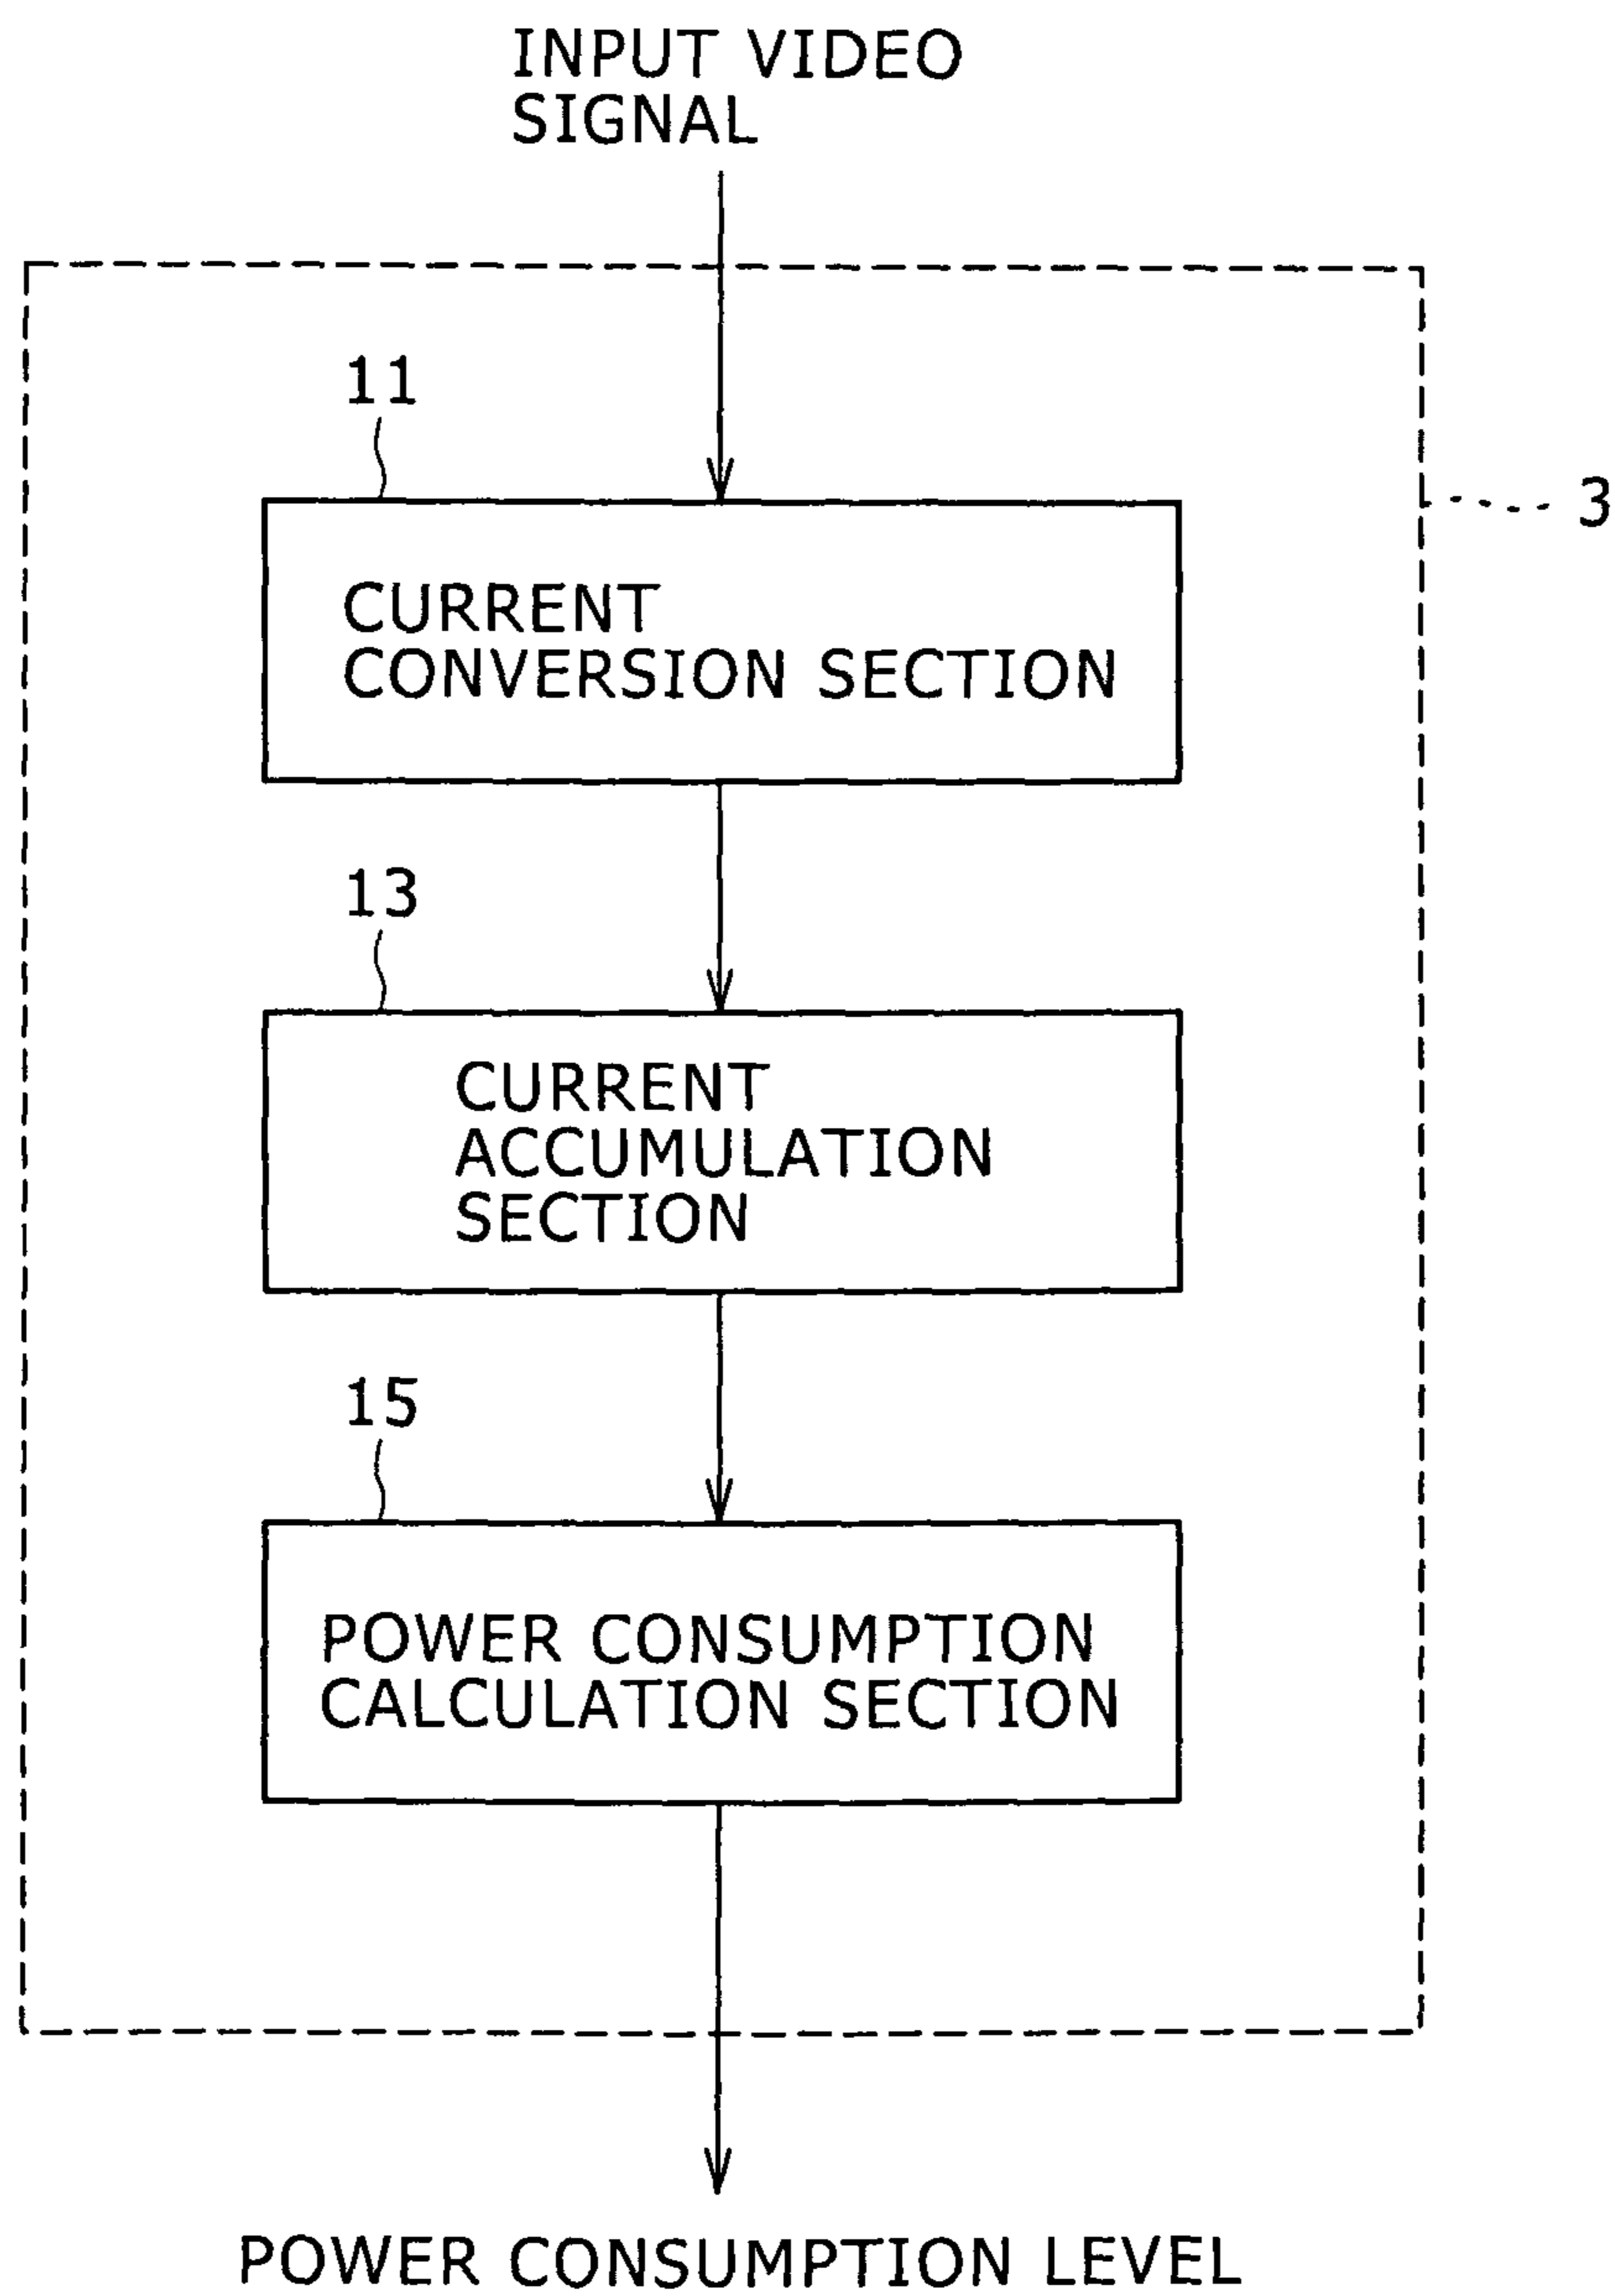 INPUT VIDEO
SIGNAL
11
3
CURRENT
CONVERSION SECTION
13
CURRENT
ACCUMULATION
SECTION
15
POWER CONSUMPTION
CALCULATION SECTION
POWER CONSUMPTION LEVEL